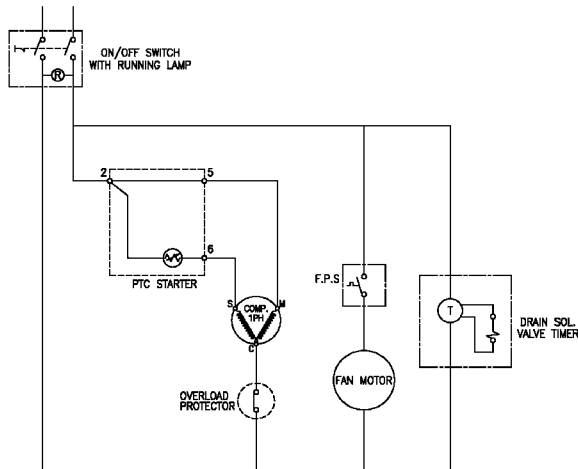 ON/OFF SWITCH
WITH RUNNING LAMP
R
2
5
6
PTC STARTER
S
COMP.
1PH
M
C
F.P.S
T
DRAIN SOL.
VALVE TIMER
FAN MOTOR
OVERLOAD
PROTECTOR